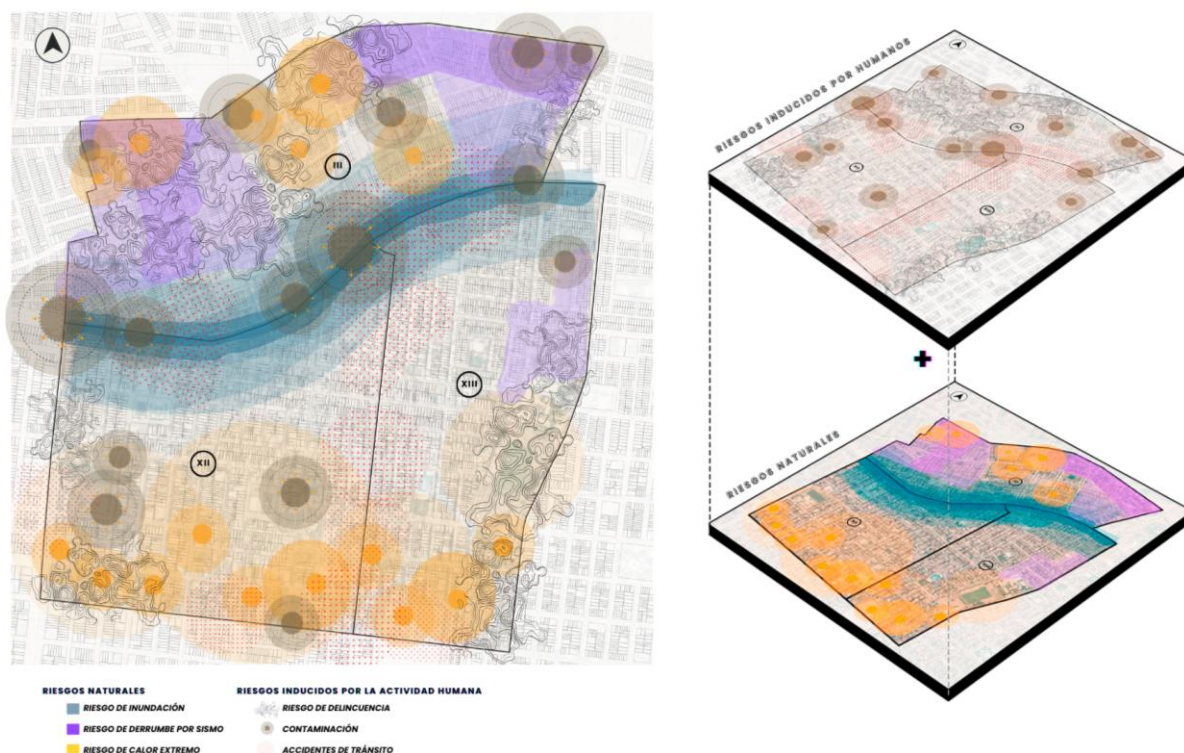 III
XIII
XII
RIESGOS NATURALES
RIESGO DE INUNDACIÓN
RIESGO DE DERRUMBE POR SISMO
RIESGO DE CALOR EXTREMO
RIESGOS INDUCIDOS POR LA ACTIVIDAD HUMANA
RIESGO DE DELINCUENCIA
CONTAMINACIÓN
ACCIDENTES DE TRÁNSITO
RIESGOS INDUCIDOS POR HUMANOS
+
RIESGOS NATURALES